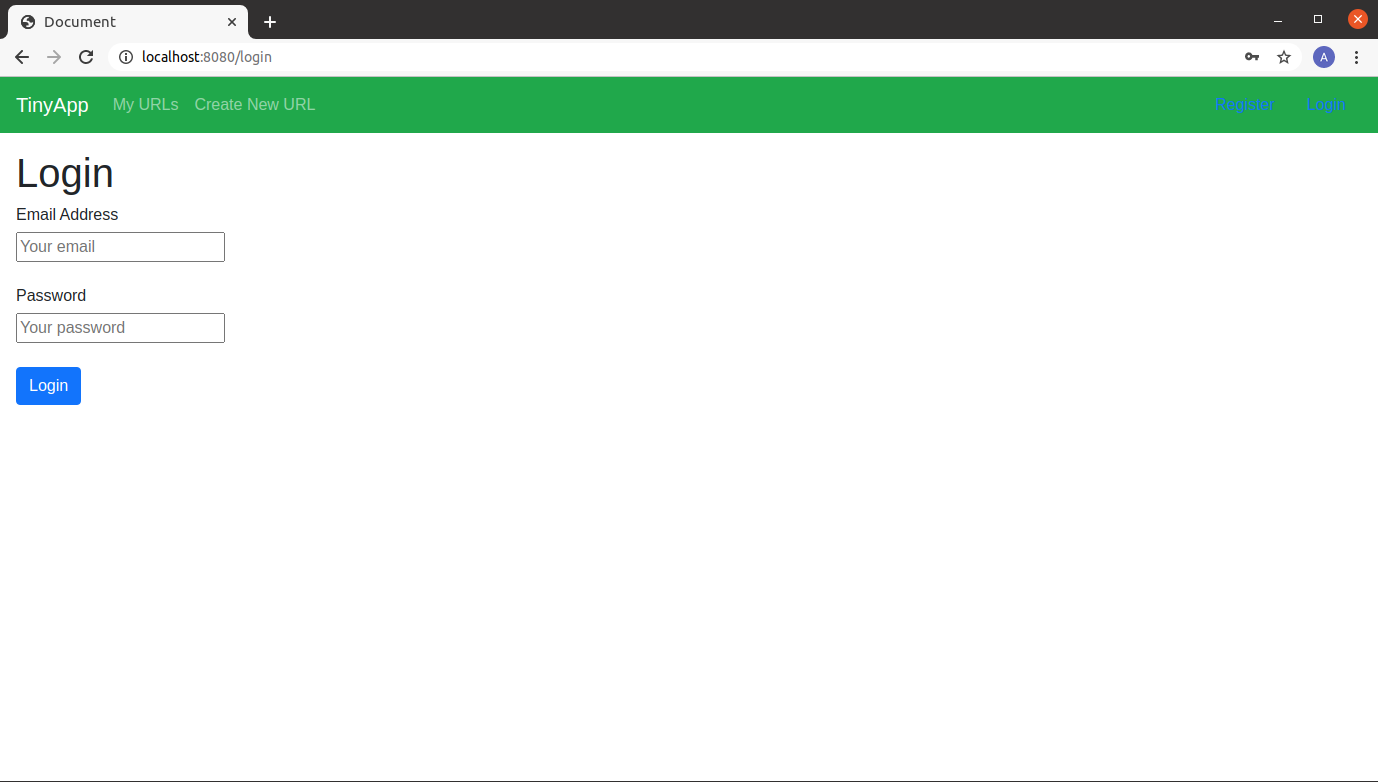 Document
localhost:8080/login
A
TinyApp My URLs Create New URL Register Login
Login
Email Address
Your email
Password
Your password
Login